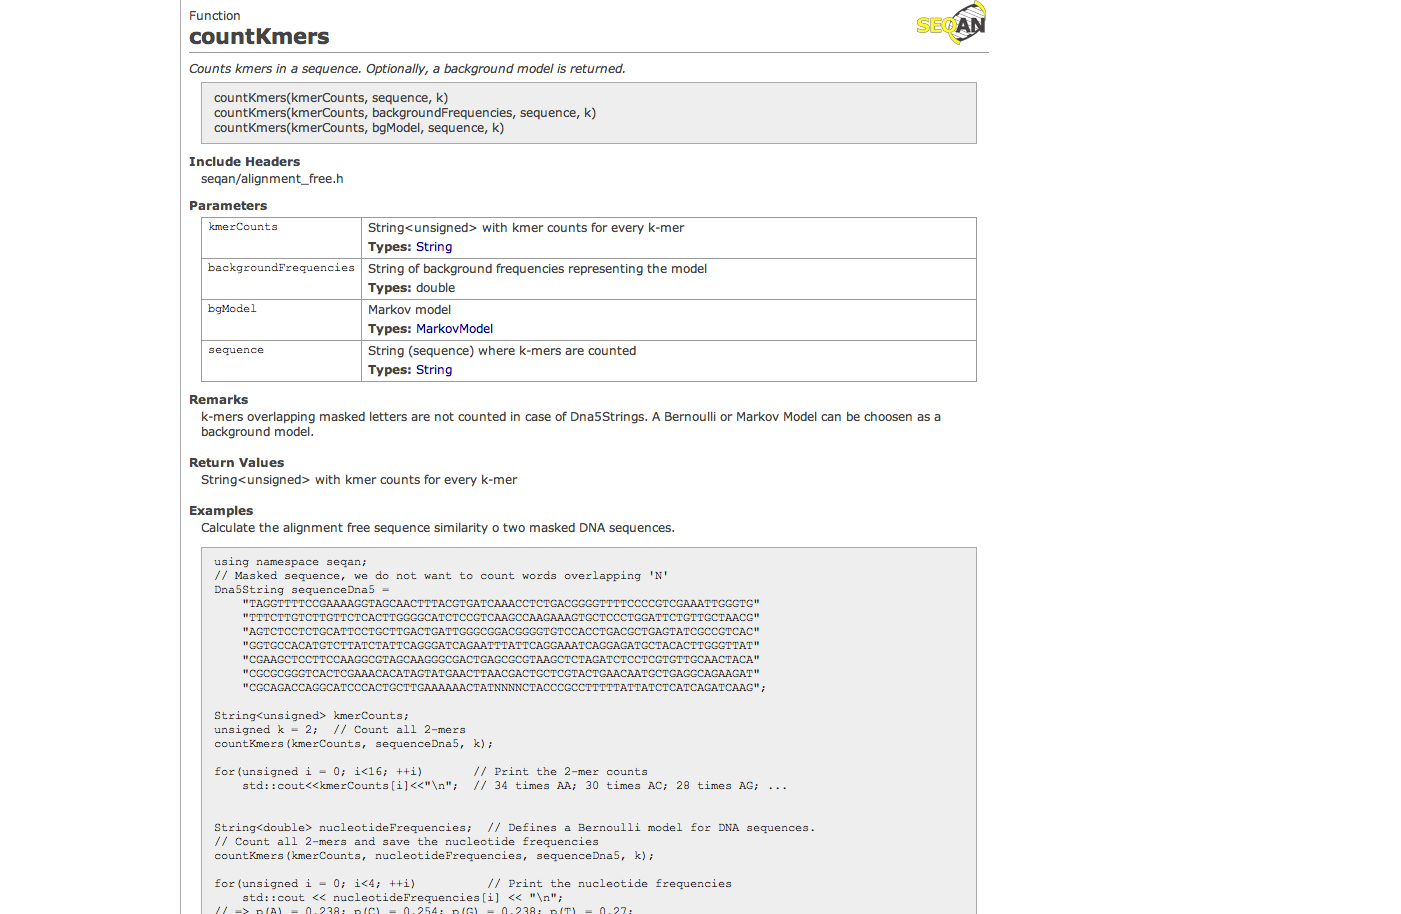 Function
SEQAN
countKmers
Counts kmers in a sequence. Optionally, a background model is returned.
countKmers(kmerCounts, sequence, k)
countKmers(kmerCounts, backgroundFrequencies, sequence, k)
countKmers(kmerCounts, bgModel, sequence, k)
Include Headers
seqan/alignment_free.h
Parameters
kmerCounts
String<unsigned> with kmer counts for every k-mer
Types: String
backgroundFrequencies
String of background frequencies representing the model
Types: double
bgModel
Markov model
Types: MarkovModel
sequence
String (sequence) where k-mers are counted
Types: String
Remarks
k-mers overlapping masked letters are not counted in case of Dna5Strings. A Bernoulli or Markov Model can be choosen as a
background model.
Return Values
String<unsigned> with kmer counts for every k-mer
Examples
Calculate the alignment free sequence similarity o two masked DNA sequences.
using namespace seqan;
// Masked sequence, we do not want to count words overlapping 'N'
Dna5String sequenceDna5 =
"TAGGTTTTCCGAAAAGGTAGCAACTTTACGTGATCAAACCTCTGACGGGGTTTTCCCCGTCGAAATTGGGTG"
"TTTCTTGTCTTGTTCTCACTTGGGGCATCTCCGTCAAGCCAAGAAAGTGCTCCCTGGATTCTGTTGCTAACG"
"AGTCTCCTCTGCATTCCTGCTTGACTGATTGGGCGGACGGGGTGTCCACCTGACGCTGAGTATCGCCGTCAC"
"GGTGCCACATGTCTTATCTATTCAGGGATCAGAATTTATTCAGGAAATCAGGAGATGCTACACTTGGGTTAT"
"CGAAGCTCCTTCCAAGGCGTAGCAAGGGCGACTGAGCGCGTAAGCTCTAGATCTCCTCGTGTTGCAACTACA"
"CGCGCGGGTCACTCGAAACACATAGTATGAACTTAACGACTGCTCGTACTGAACAATGCTGAGGCAGAAGAT"
"CGCAGACCAGGCATCCCACTGCTTGAAAAAACTATNNNNCTACCCGCCTTTTTATTATCTCATCAGATCAAG";
String<unsigned> kmerCounts;
unsigned k = 2;  // Count all 2-mers
countKmers(kmerCounts, sequenceDna5, k);
for(unsigned i = 0; i<16; ++i)       // Print the 2-mer counts
std::cout<<kmerCounts[i]<<"\n";  // 34 times AA; 30 times AC; 28 times AG; ...
String<double> nucleotideFrequencies;  // Defines a Bernoulli model for DNA sequences.
// Count all 2-mers and save the nucleotide frequencies
countKmers(kmerCounts, nucleotideFrequencies, sequenceDna5, k);
for(unsigned i = 0; i<4; ++i)          // Print the nucleotide frequencies
std::cout << nucleotideFrequencies[i] << "\n";
// => p(A) = 0.238; p(C) = 0.254; p(G) = 0.238; p(T) = 0.27;